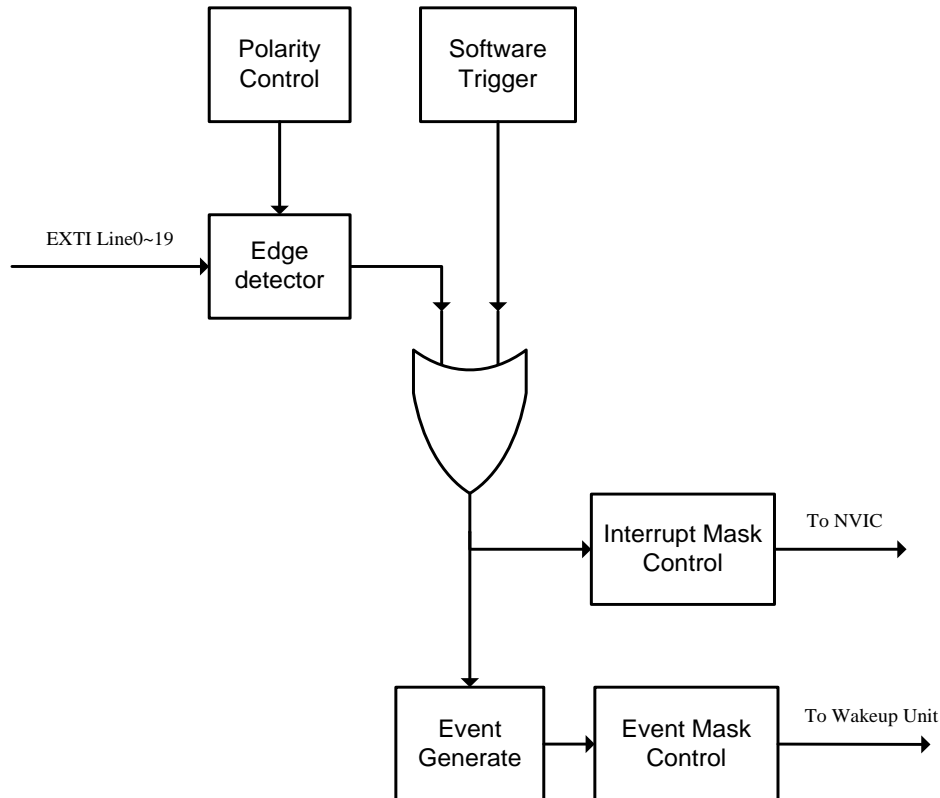 Polarity
Control
Software
Trigger
EXTI Line0~19
Edge
detector
Interrupt Mask
Control
To NVIC
Event
Generate
Event Mask
Control
To Wakeup Unit